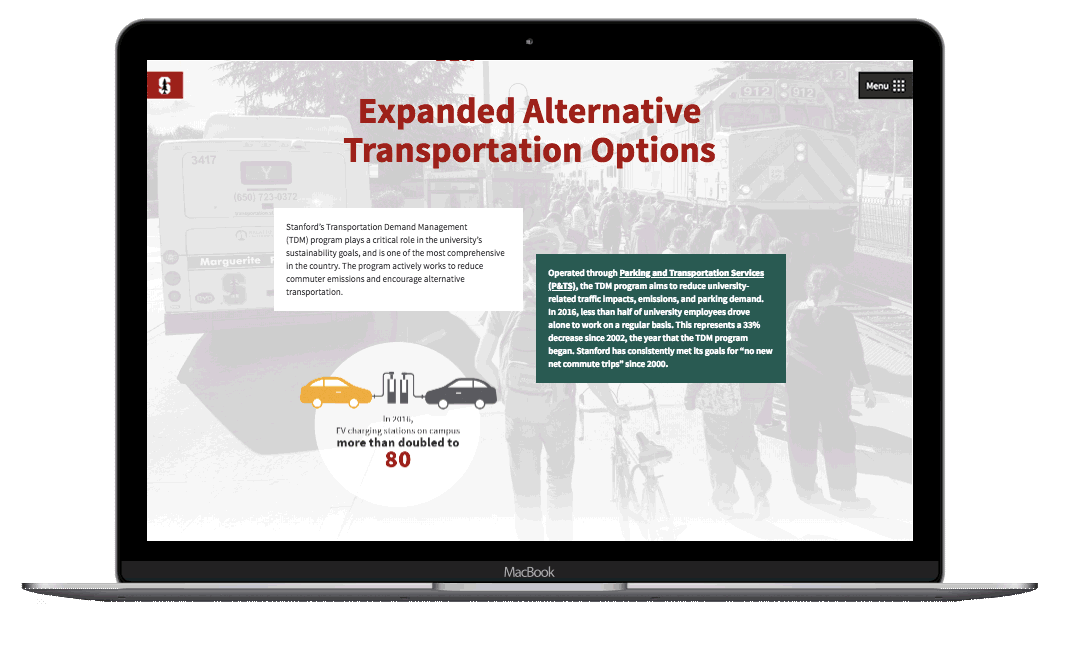 Menu
Expanded Alternative
Transportation Options
912
912
3417
Y
(650) 723-0372
Marguerite
S
Stanford's Transportation Demand Management
(TDM) program plays a critical role in the university's
sustainability goals, and is one of the most comprehensive
in the country. The program actively works to reduce
commuter emissions and encourage alternative
transportation.
Operated through Parking and Transportation Services
(P&TS), the TDM program aims to reduce university-
related traffic impacts, emissions, and parking demand.
In 2016, less than half of university employees drove
alone to work on a regular basis. This represents a 33%
decrease since 2002, the year that the TDM program
began. Stanford has consistently met its goals for “no new
net commute trips” since 2000.
In 2016,
EV charging stations on campus
more than doubled to
80
MacBook